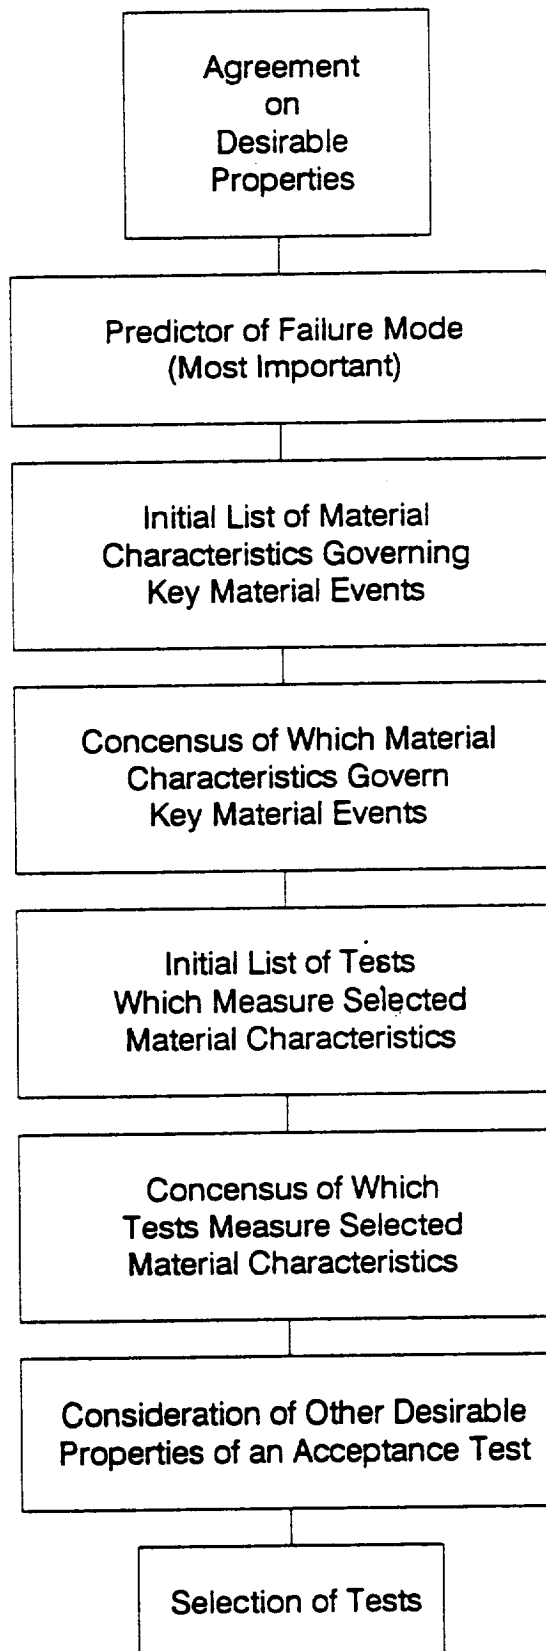 Agreement
on
Desirable
Properties
Predictor of Failure Mode
(Most Important)
Initial List of Material
Characteristics Governing
Key Material Events
Concensus of Which Material
Characteristics Govern
Key Material Events
Initial List of Tests
Which Measure Selected
Material Characteristics
Concensus of Which
Tests Measure Selected
Material Characteristics
Consideration of Other Desirable
Properties of an Acceptance Test
Selection of Tests